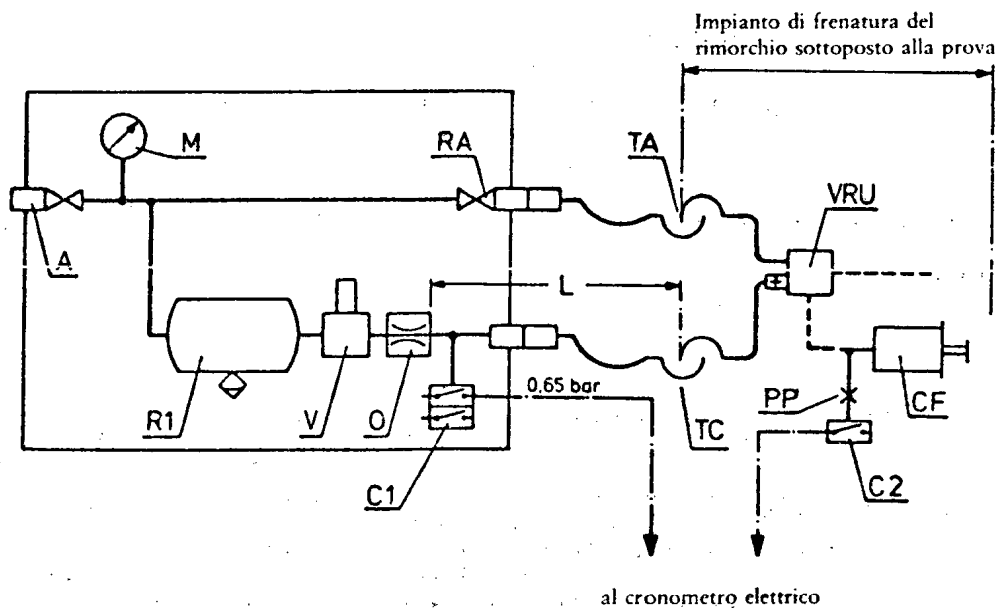 Impianto di frenatura del
rimorchio sottoposto alla prova
M
RA
TA
VRU
A
L
0,65 bar
R1
V
O
PP
CF
C1
TC
C2
al cronometro elettrico